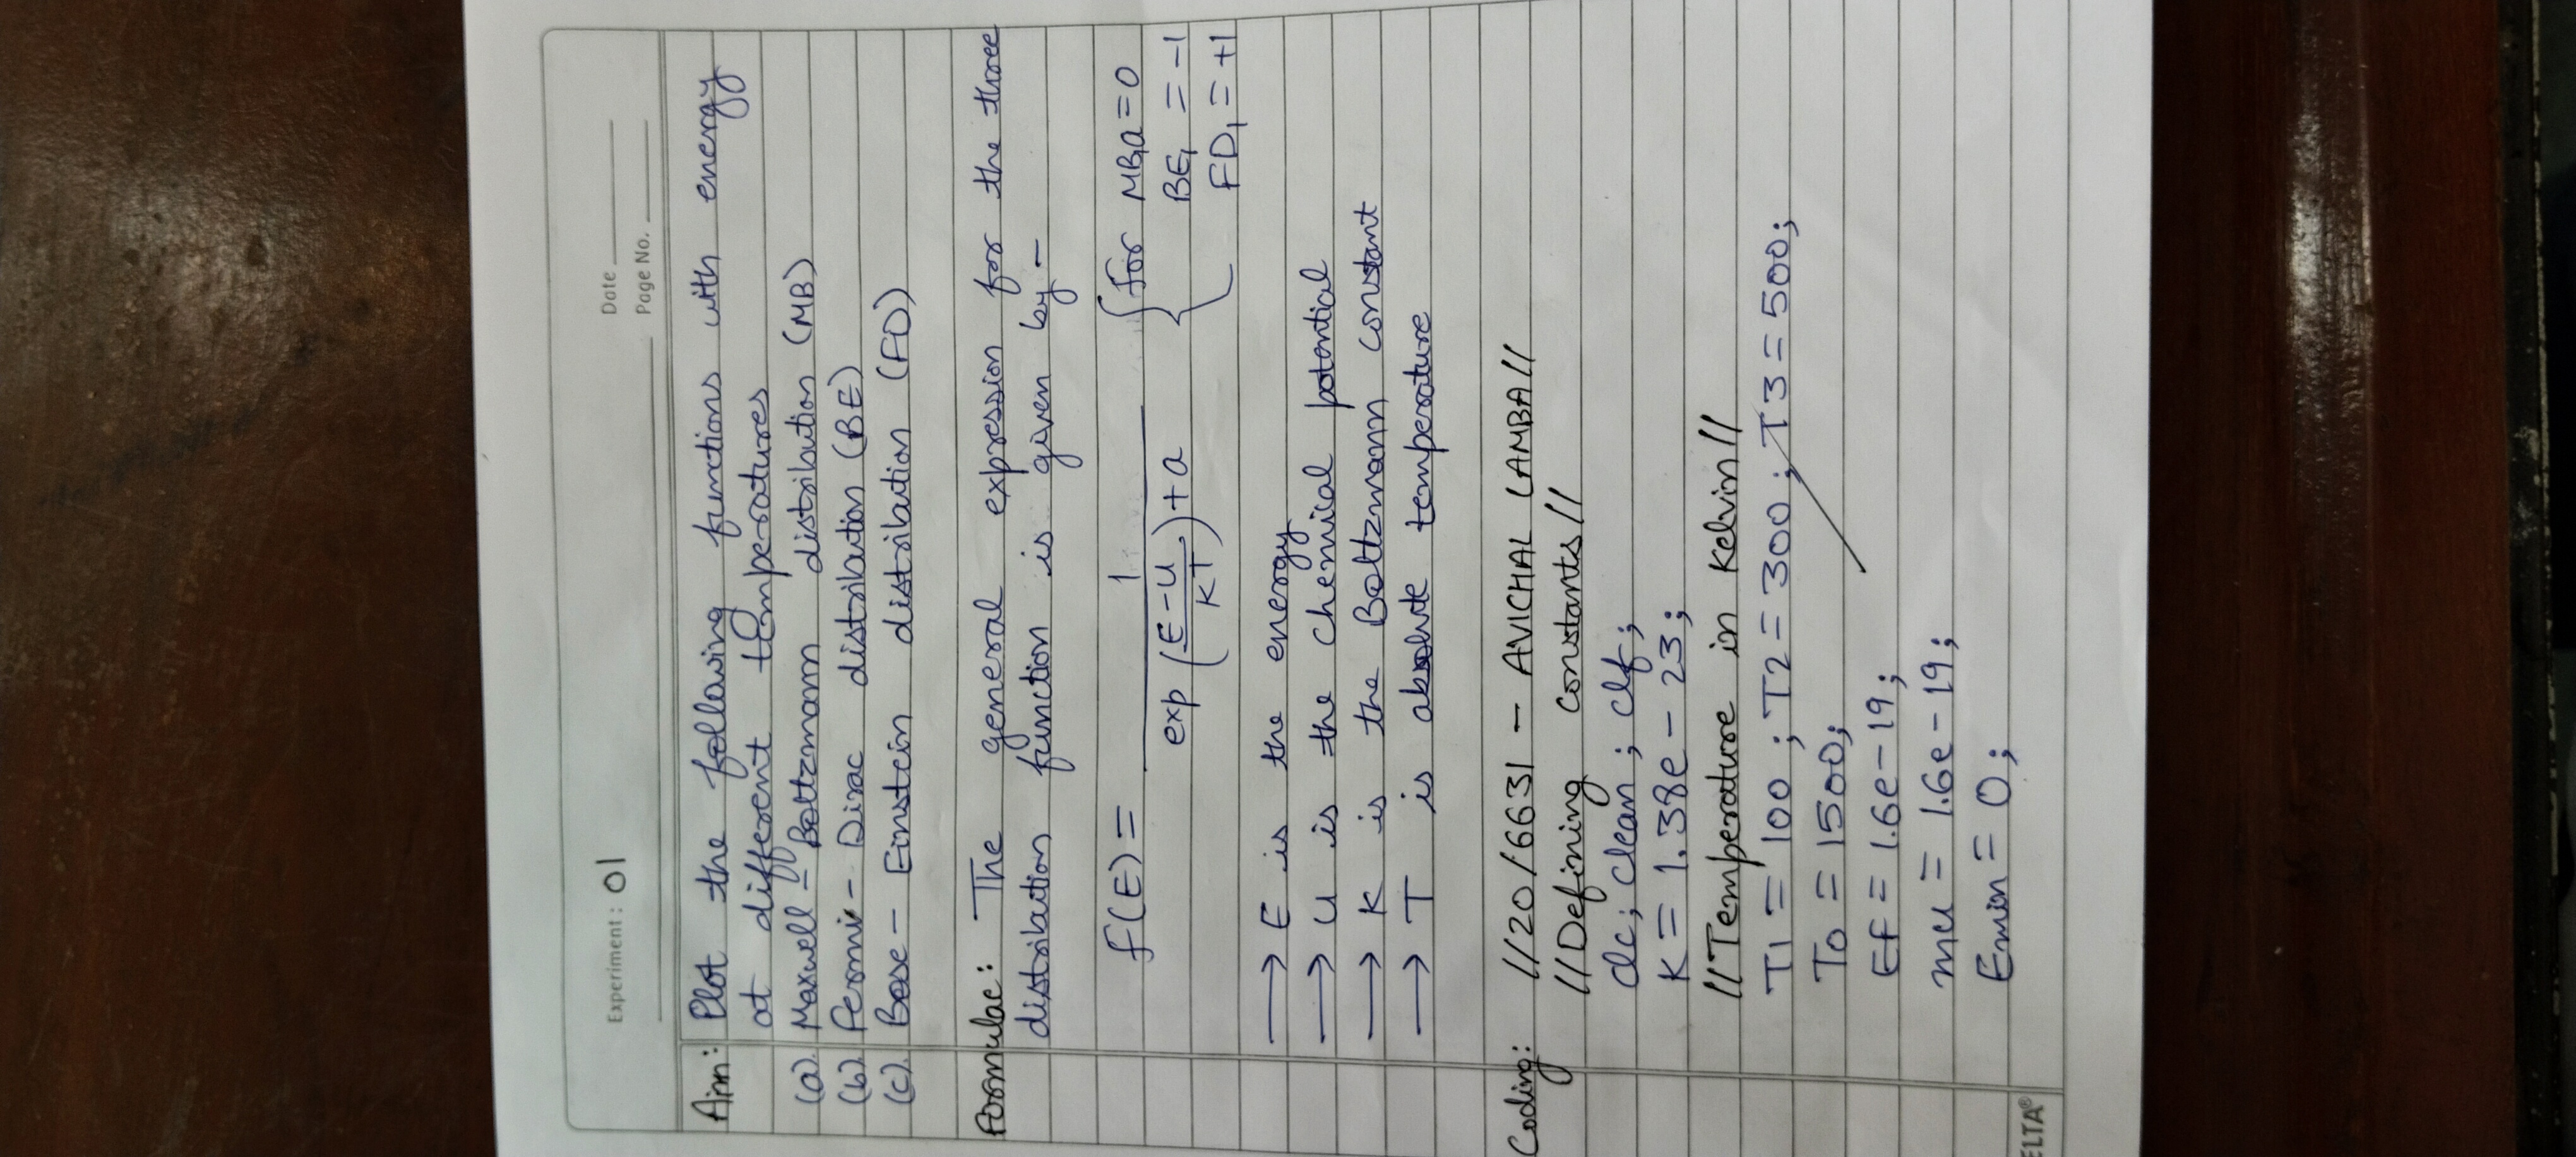 Experiment : 01
Date
Page No.
Aim: Plot the following functions with energy
at different temperatures
(a). Maxwell - Boltzmann distribution (MB)
(b). Fermi - Dirac distribution (BE)
(c). Bose - Einstein distribution (FD)
Formulae: The general expression for the three
distribution function is given by -
f(E) = 1 / exp ((E-u)/KT) + a { for MB, a = 0
BE, = -1
FD, = +1
→ E is the energy
→ u is the chemical potential
→ K is the Boltzmann constant
→ T is absolute temperature
Coding: //20/6631 - AVICHAL LAMBA//
//Defining constants//
clc; clean; clf;
K = 1.38e-23;
//Temperature in Kelvin//
T1 = 100; T2 = 300; T3 = 500;
To = 1500;
Ef = 1.6e-19;
mu = 1.6e-19;
Emin = 0;
ELTA®